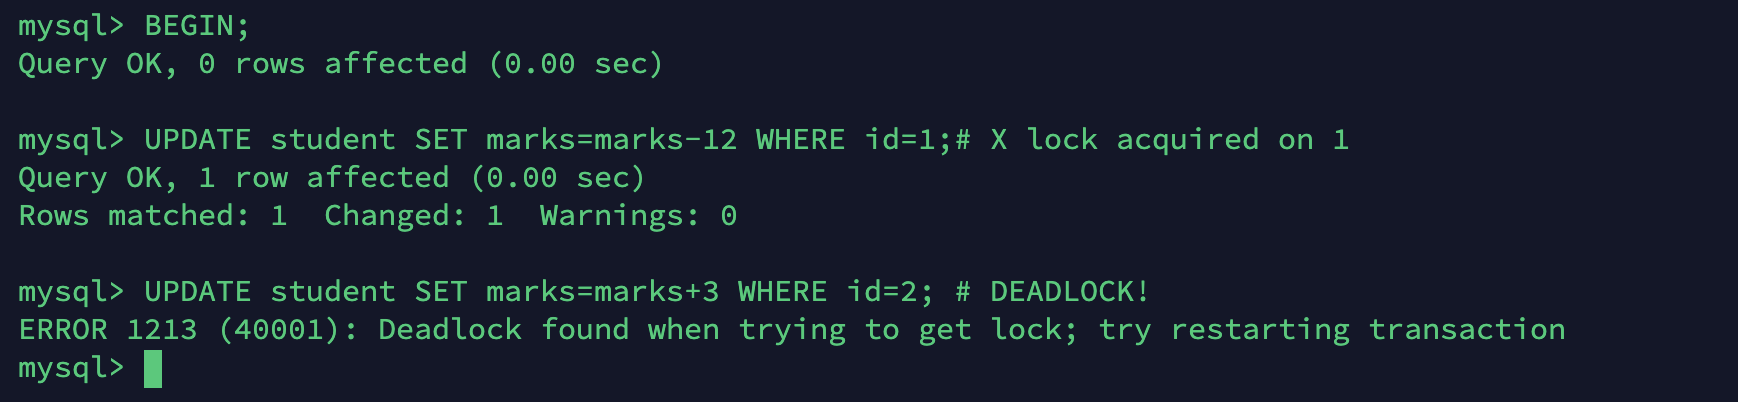 mysql> BEGIN;
Query OK, 0 rows affected (0.00 sec)
mysql> UPDATE student SET marks=marks-12 WHERE id=1;# X lock acquired on 1
Query OK, 1 row affected (0.00 sec)
Rows matched: 1  Changed: 1  Warnings: 0
mysql> UPDATE student SET marks=marks+3 WHERE id=2; # DEADLOCK!
ERROR 1213 (40001): Deadlock found when trying to get lock; try restarting transaction
mysql>